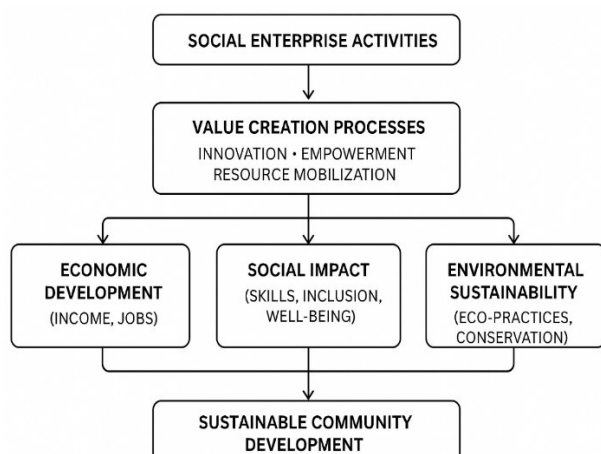 SOCIAL ENTERPRISE ACTIVITIES
VALUE CREATION PROCESSES
INNOVATION • EMPOWERMENT
RESOURCE MOBILIZATION
ECONOMIC
DEVELOPMENT
(INCOME, JOBS)
SOCIAL IMPACT
(SKILLS, INCLUSION,
WELL-BEING)
ENVIRONMENTAL
SUSTAINABILITY
(ECO-PRACTICES,
CONSERVATION)
SUSTAINABLE COMMUNITY
DEVELOPMENT